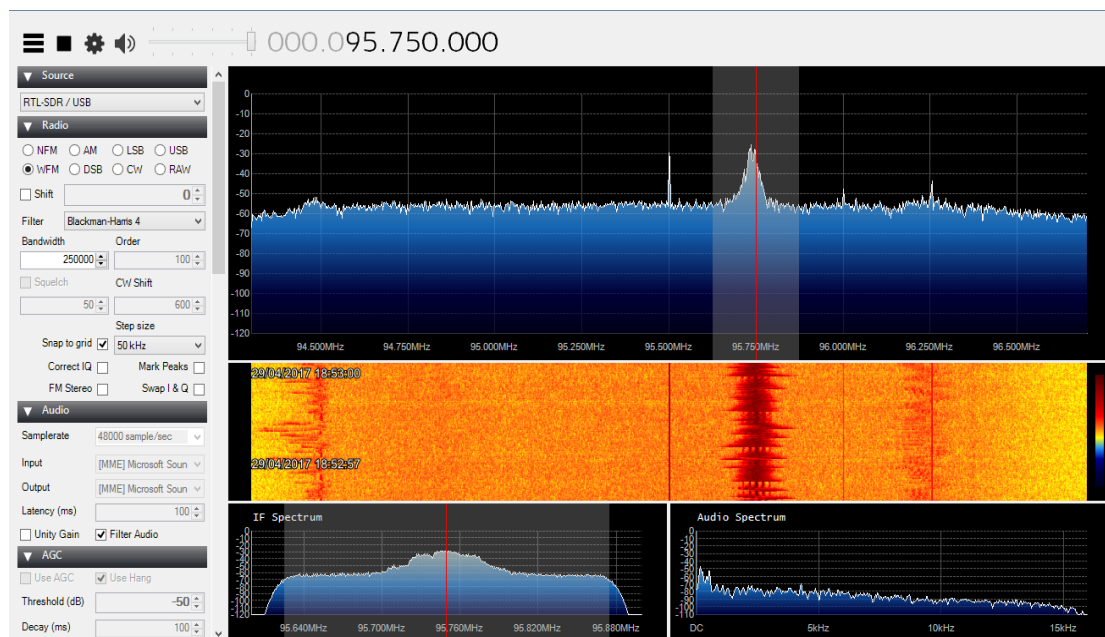 000.095.750.000
Source
RTL-SDR / USB
Radio
NFM AM LSB USB
WFM DSB CW RAW
Shift 0
Filter Blackman-Harris 4
Bandwidth Order
250000 100
Squelch CW Shift
50 600
Step size
Snap to grid 50 kHz
Correct IQ Mark Peaks
FM Stereo Swap I & Q
Audio
Samplerate 48000 sample/sec
Input [MME] Microsoft Soun
Output [MME] Microsoft Soun
Latency (ms) 100
Unity Gain Filter Audio
AGC
Use AGC Use Hang
Threshold (dB) -50
Decay (ms) 100
0
-10
-20
-30
-40
-50
-60
-70
-80
-90
-100
-110
-120
94.500MHz 94.750MHz 95.000MHz 95.250MHz 95.500MHz 95.750MHz 96.000MHz 96.250MHz 96.500MHz
29/04/2017 18:53:00
29/04/2017 18:52:57
IF Spectrum
0
-120
95.640MHz 95.700MHz 95.760MHz 95.820MHz 95.880MHz
Audio Spectrum
0
-110
DC 5kHz 10kHz 15kHz